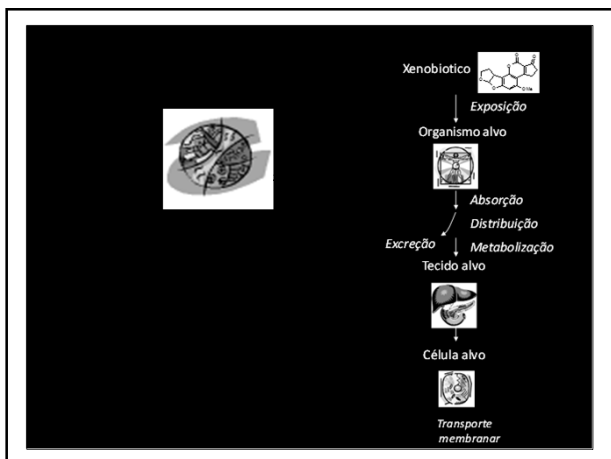 Xenobiotico
Exposição
Organismo alvo
Absorção
Distribuição
Excreção
Metabolização
Tecido alvo
Célula alvo
Transporte
membranar